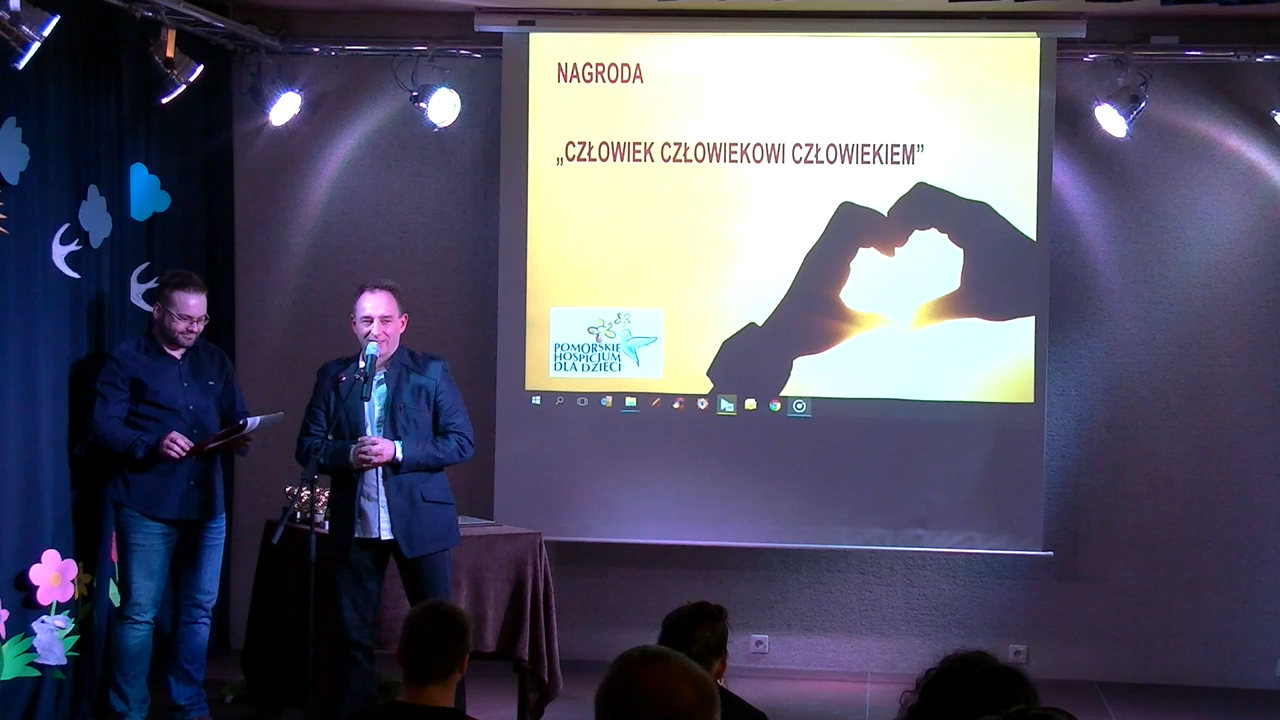 NAGRODA
„CZŁOWIEK CZŁOWIEKOWI CZŁOWIEKIEM”
POMORSKIE
HOSPICJUM
DLA DZIECI